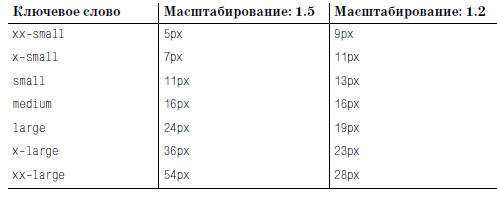 Ключевое слово Масштабирование: 1.5 Масштабирование: 1.2
xx-small 5px 9px
x-small 7px 11px
small 11px 13px
medium 16px 16px
large 24px 19px
x-large 36px 23px
xx-large 54px 28px